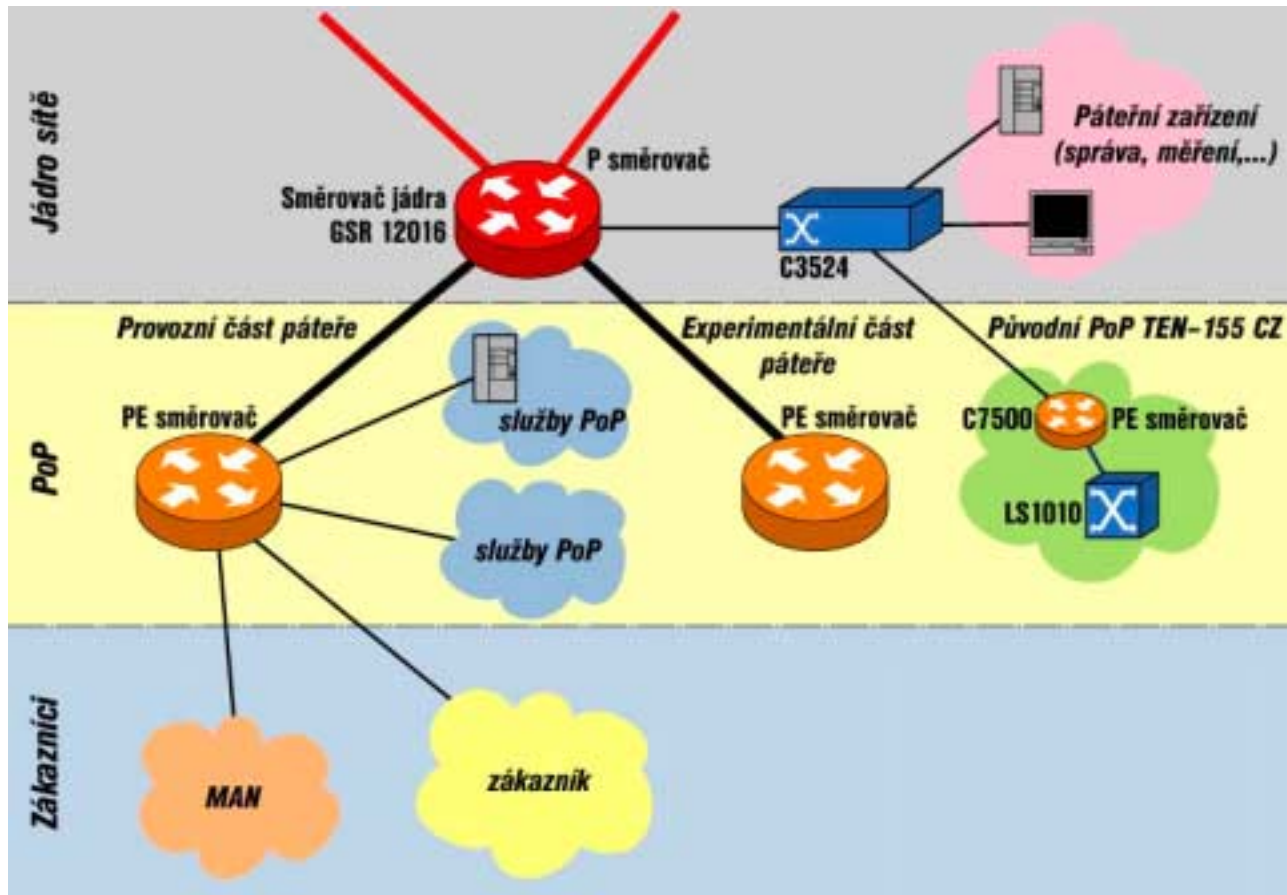 Jádro sítě
P směrovač
Směrovač jádra
GSR 12016
C3524
Páteřní zařízení
(správa, měření,...)
PoP
Provozní část páteře
Experimentální část
páteře
Původní PoP TEN–155 CZ
PE směrovač
služby PoP
služby PoP
PE směrovač
C7500
PE směrovač
LS1010
Zákazníci
MAN
zákazník